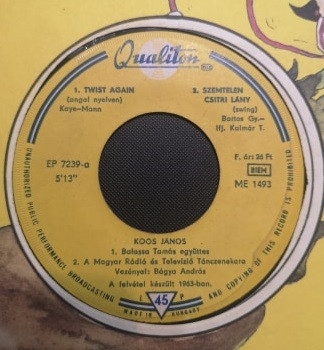 Qualiton
1. TWIST AGAIN
(angol nyelven)
Kaye-Mann
2. SZEMTELEN
CSITRI LÁNY
(swing)
Bartos Gy.—
ifj. Kalmár T.
EP 7239-a
5'13"
F. árt 26 Ft
BIEM
ME 1493
KOOS JÁNOS
1. Balassa Tamás együttes
2. A Magyar Rádió és Televízió Tánczenekara
Vezényel: Bágya András
A felvétel készült 1963-ban.
45
P
MADE IN HUNGARY
UNAUTHORIZED PUBLIC PERFORMANCE BROADCASTING
AND COPYING OF THIS RECORD IS PROHIBITED